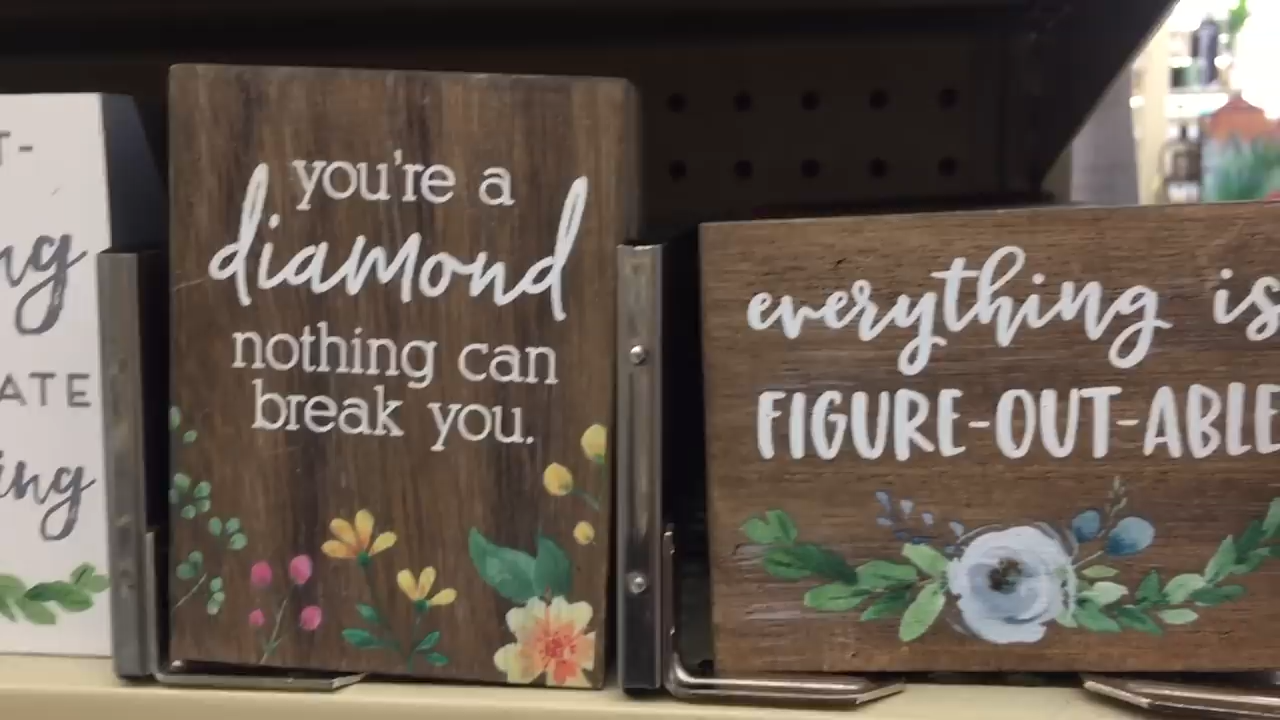 you're a
diamond
nothing can
break you.
everything is
FIGURE-OUT-ABLE